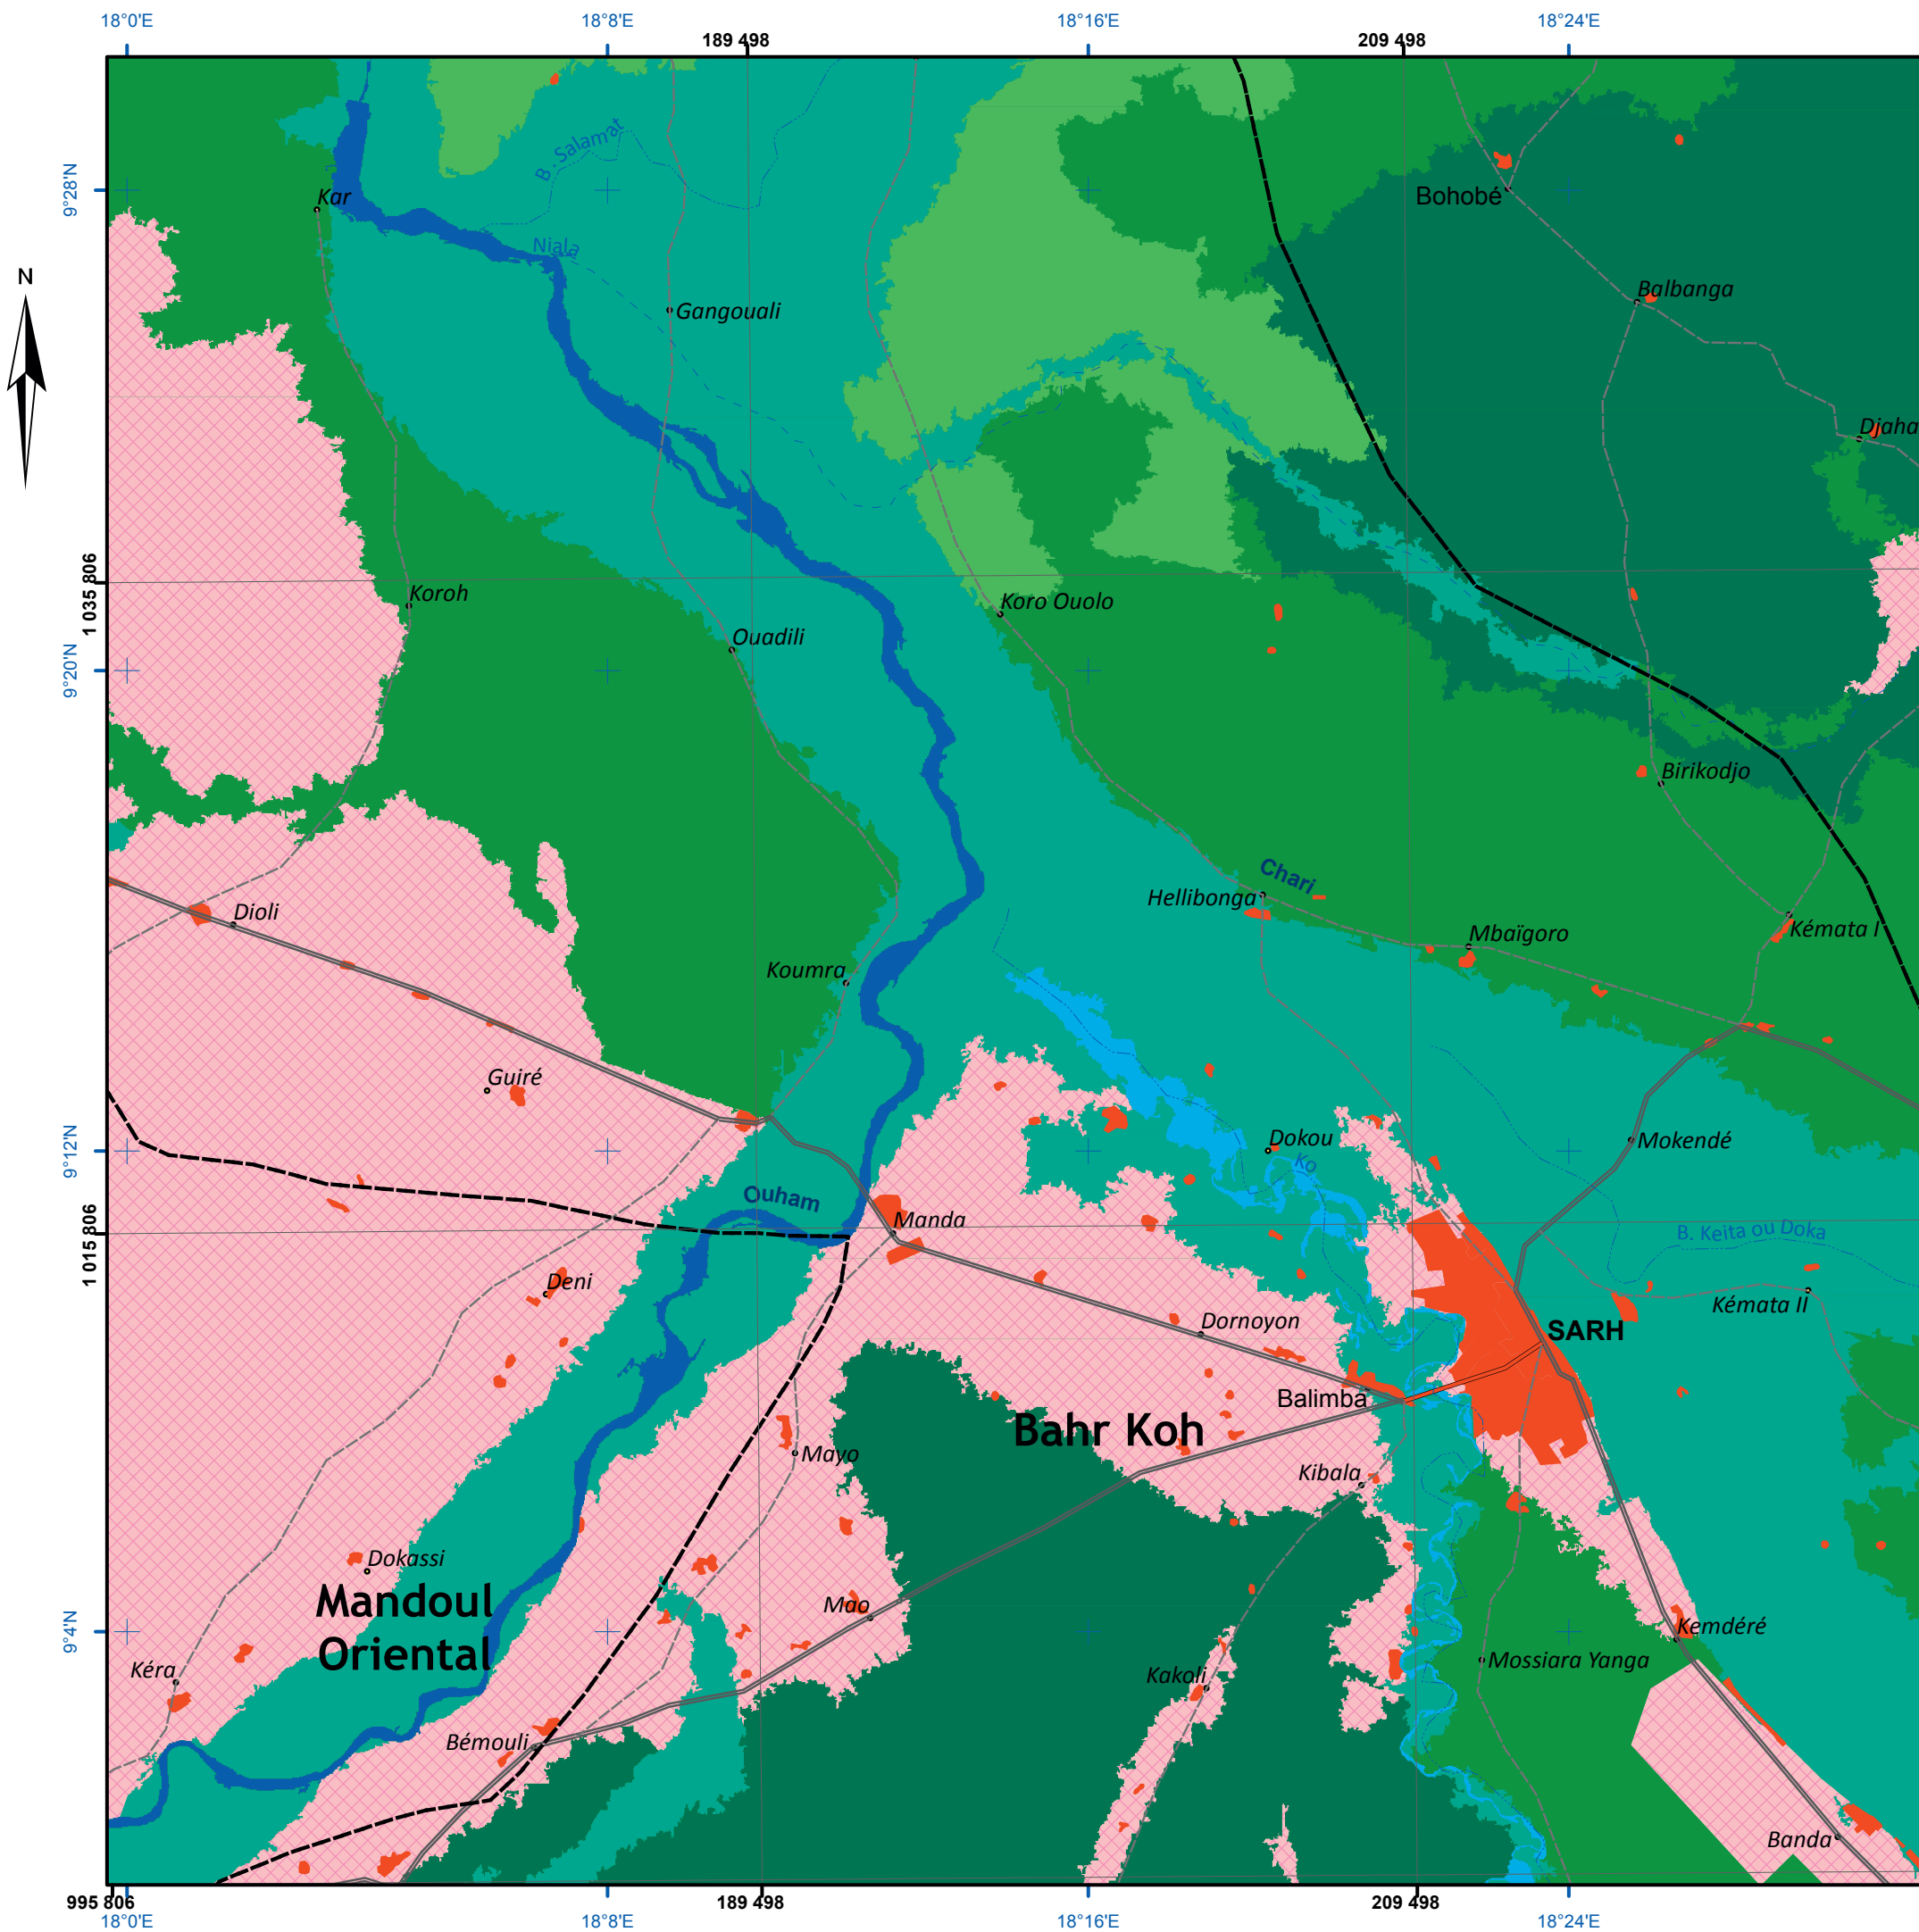 18°0'E
18°8'E
18°16'E
18°24'E
189 498
209 498
B. Salamat
9°28'N
Kar
Bohobé
Niala
N
Balbanga
Gangouali
Djaha
1 035 806
Koroh
Koro Ouolo
Ouadili
9°20'N
Birikodjo
Chari
Hellibonga
Dioli
Kémata I
Mbaïgoro
Koumra
Guiré
9°12'N
Dokou
Mokendé
Ko
Ouham
Manda
1 015 806
B. Keita ou Doka
Deni
Kémata II
Dornoyon
SARH
Balimba
Bahr Koh
Mayo
Kibala
Dokassi
Mandoul
Oriental
Mao
9°4'N
Kemdéré
Kéra
Mossiara Yanga
Kakali
Bémouli
Banda
995 806
189 498
209 498
18°0'E
18°8'E
18°16'E
18°24'E